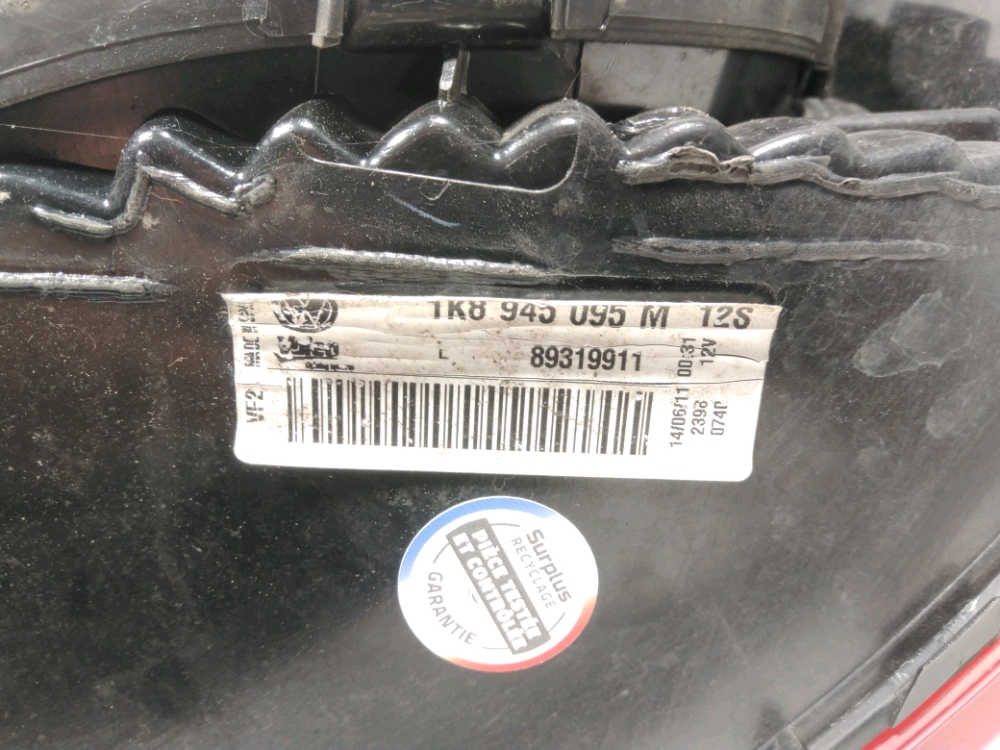 1K8 945 095 M 12S
L 89319911
VF2
14/06/11 00:31
2398 12V
0740
Surplus
RECYCLAGE
PIÈCE TESTÉE
ET CONTRÔLÉE
GARANTIE